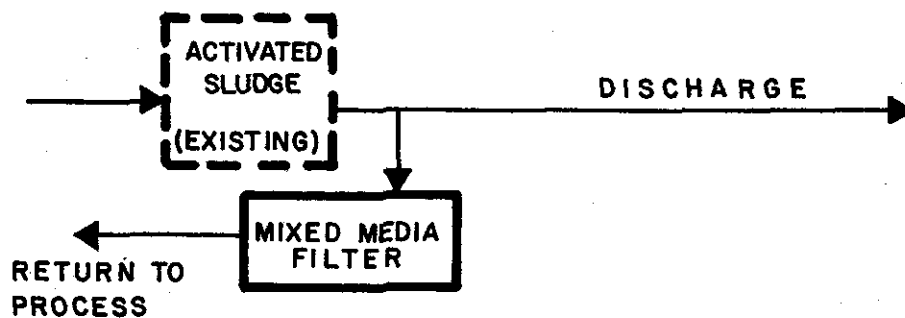 ACTIVATED
SLUDGE
(EXISTING)
DISCHARGE
MIXED MEDIA
FILTER
RETURN TO
PROCESS